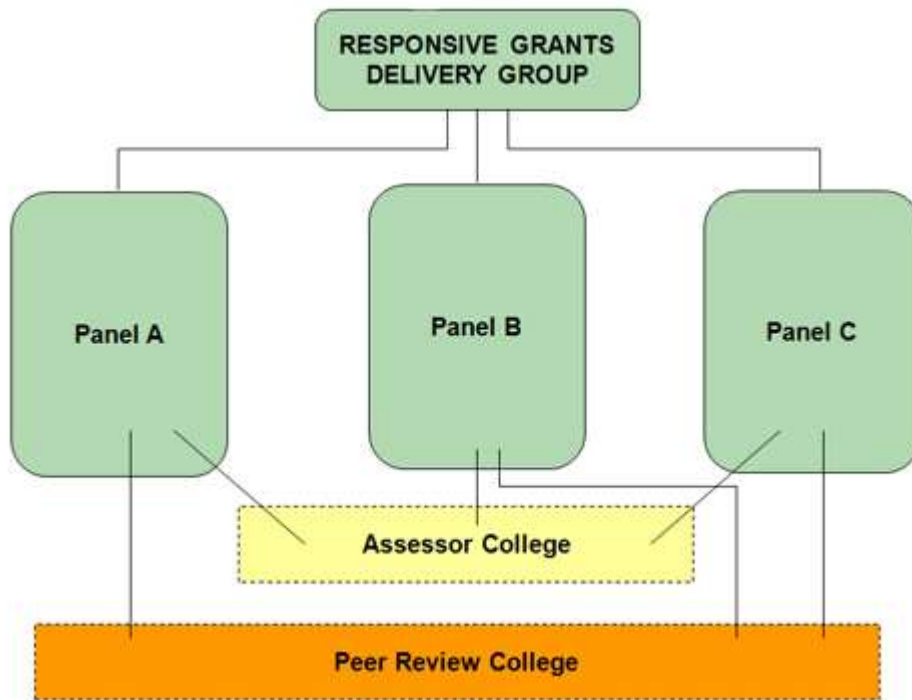 RESPONSIVE GRANTS
DELIVERY GROUP
Panel A
Panel B
Panel C
Assessor College
Peer Review College